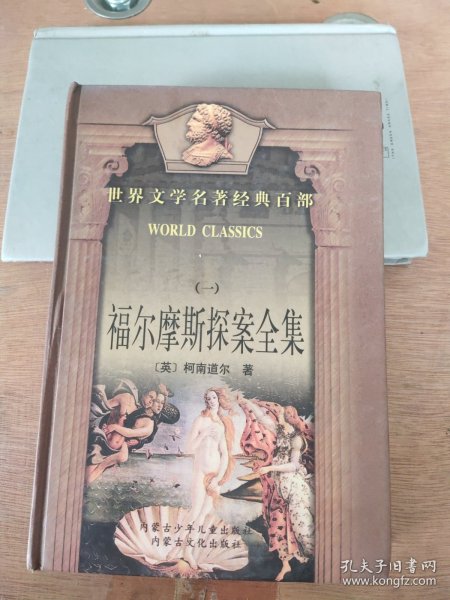 世界文学名著经典百部
WORLD CLASSICS
(一)
福尔摩斯探案全集
〔英〕柯南道尔 著
内蒙古少年儿童出版社
内蒙古文化出版社
孔夫子旧书网
www.kongfz.com